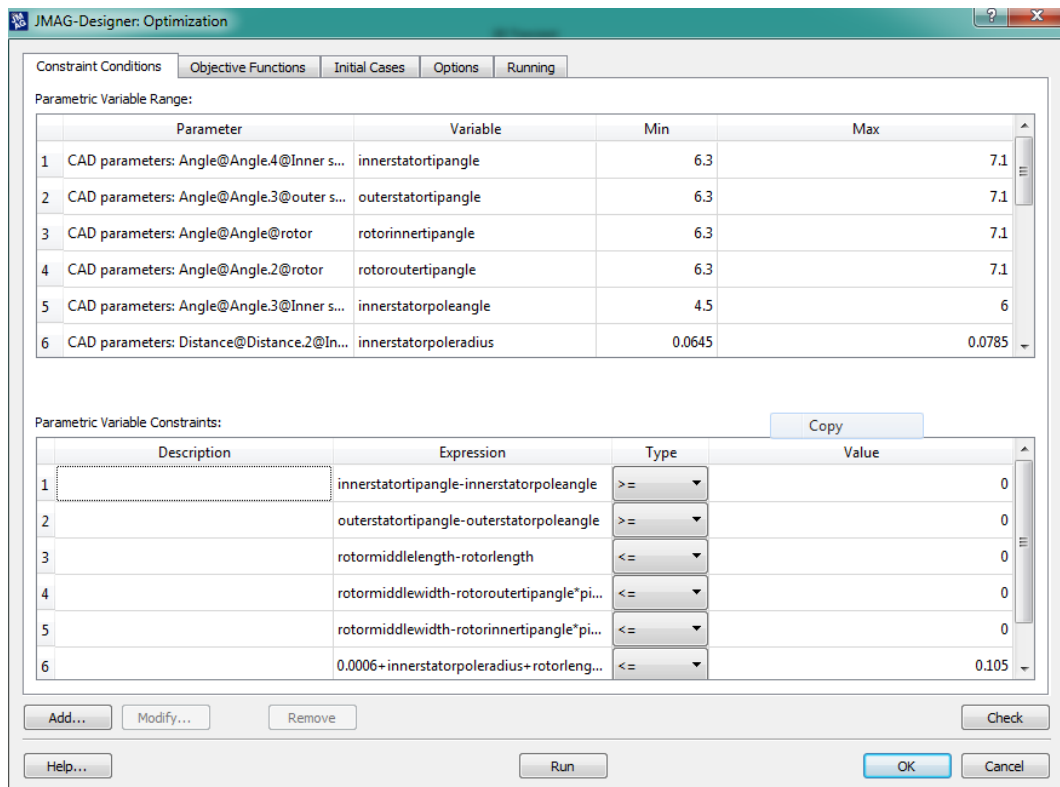 JMAG-Designer: Optimization
Constraint Conditions Objective Functions Initial Cases Options Running
Parametric Variable Range:
Parameter Variable Min Max
1 CAD parameters: Angle@Angle.4@Inner s... innerstatortipangle 6.3 7.1
2 CAD parameters: Angle@Angle.3@outer s... outerstatortipangle 6.3 7.1
3 CAD parameters: Angle@Angle@rotor rotorinnertipangle 6.3 7.1
4 CAD parameters: Angle@Angle.2@rotor rotoroutertipangle 6.3 7.1
5 CAD parameters: Angle@Angle.3@Inner s... innerstatorpoleangle 4.5 6
6 CAD parameters: Distance@Distance.2@In... innerstatorpoleradius 0.0645 0.0785
Parametric Variable Constraints:
Copy
Description Expression Type Value
1 innerstatortipangle-innerstatorpoleangle >= 0
2 outerstatortipangle-outerstatorpoleangle >= 0
3 rotormiddlelength-rotorlength <= 0
4 rotormiddlewidth-rotoroutertipangle*pi... <= 0
5 rotormiddlewidth-rotorinnertipangle*pi... <= 0
6 0.0006+innerstatorpoleradius+rotorleng... <= 0.105
Add... Modify... Remove Check
Help... Run OK Cancel